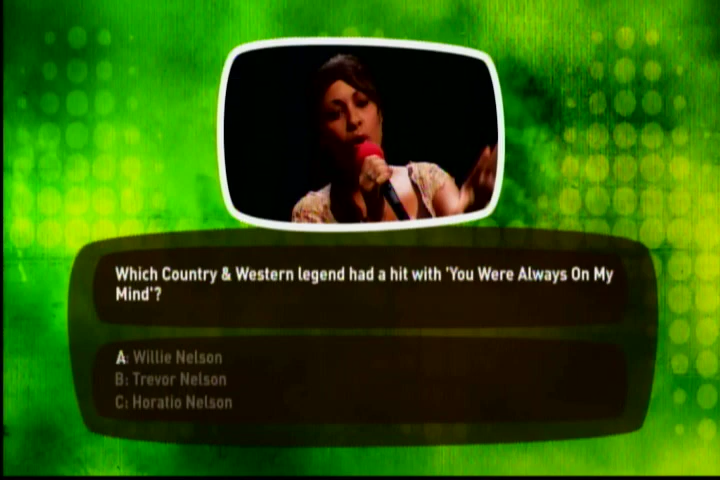 Which Country & Western legend had a hit with 'You Were Always On My
Mind'?
A: Willie Nelson
B: Trevor Nelson
C: Horatio Nelson